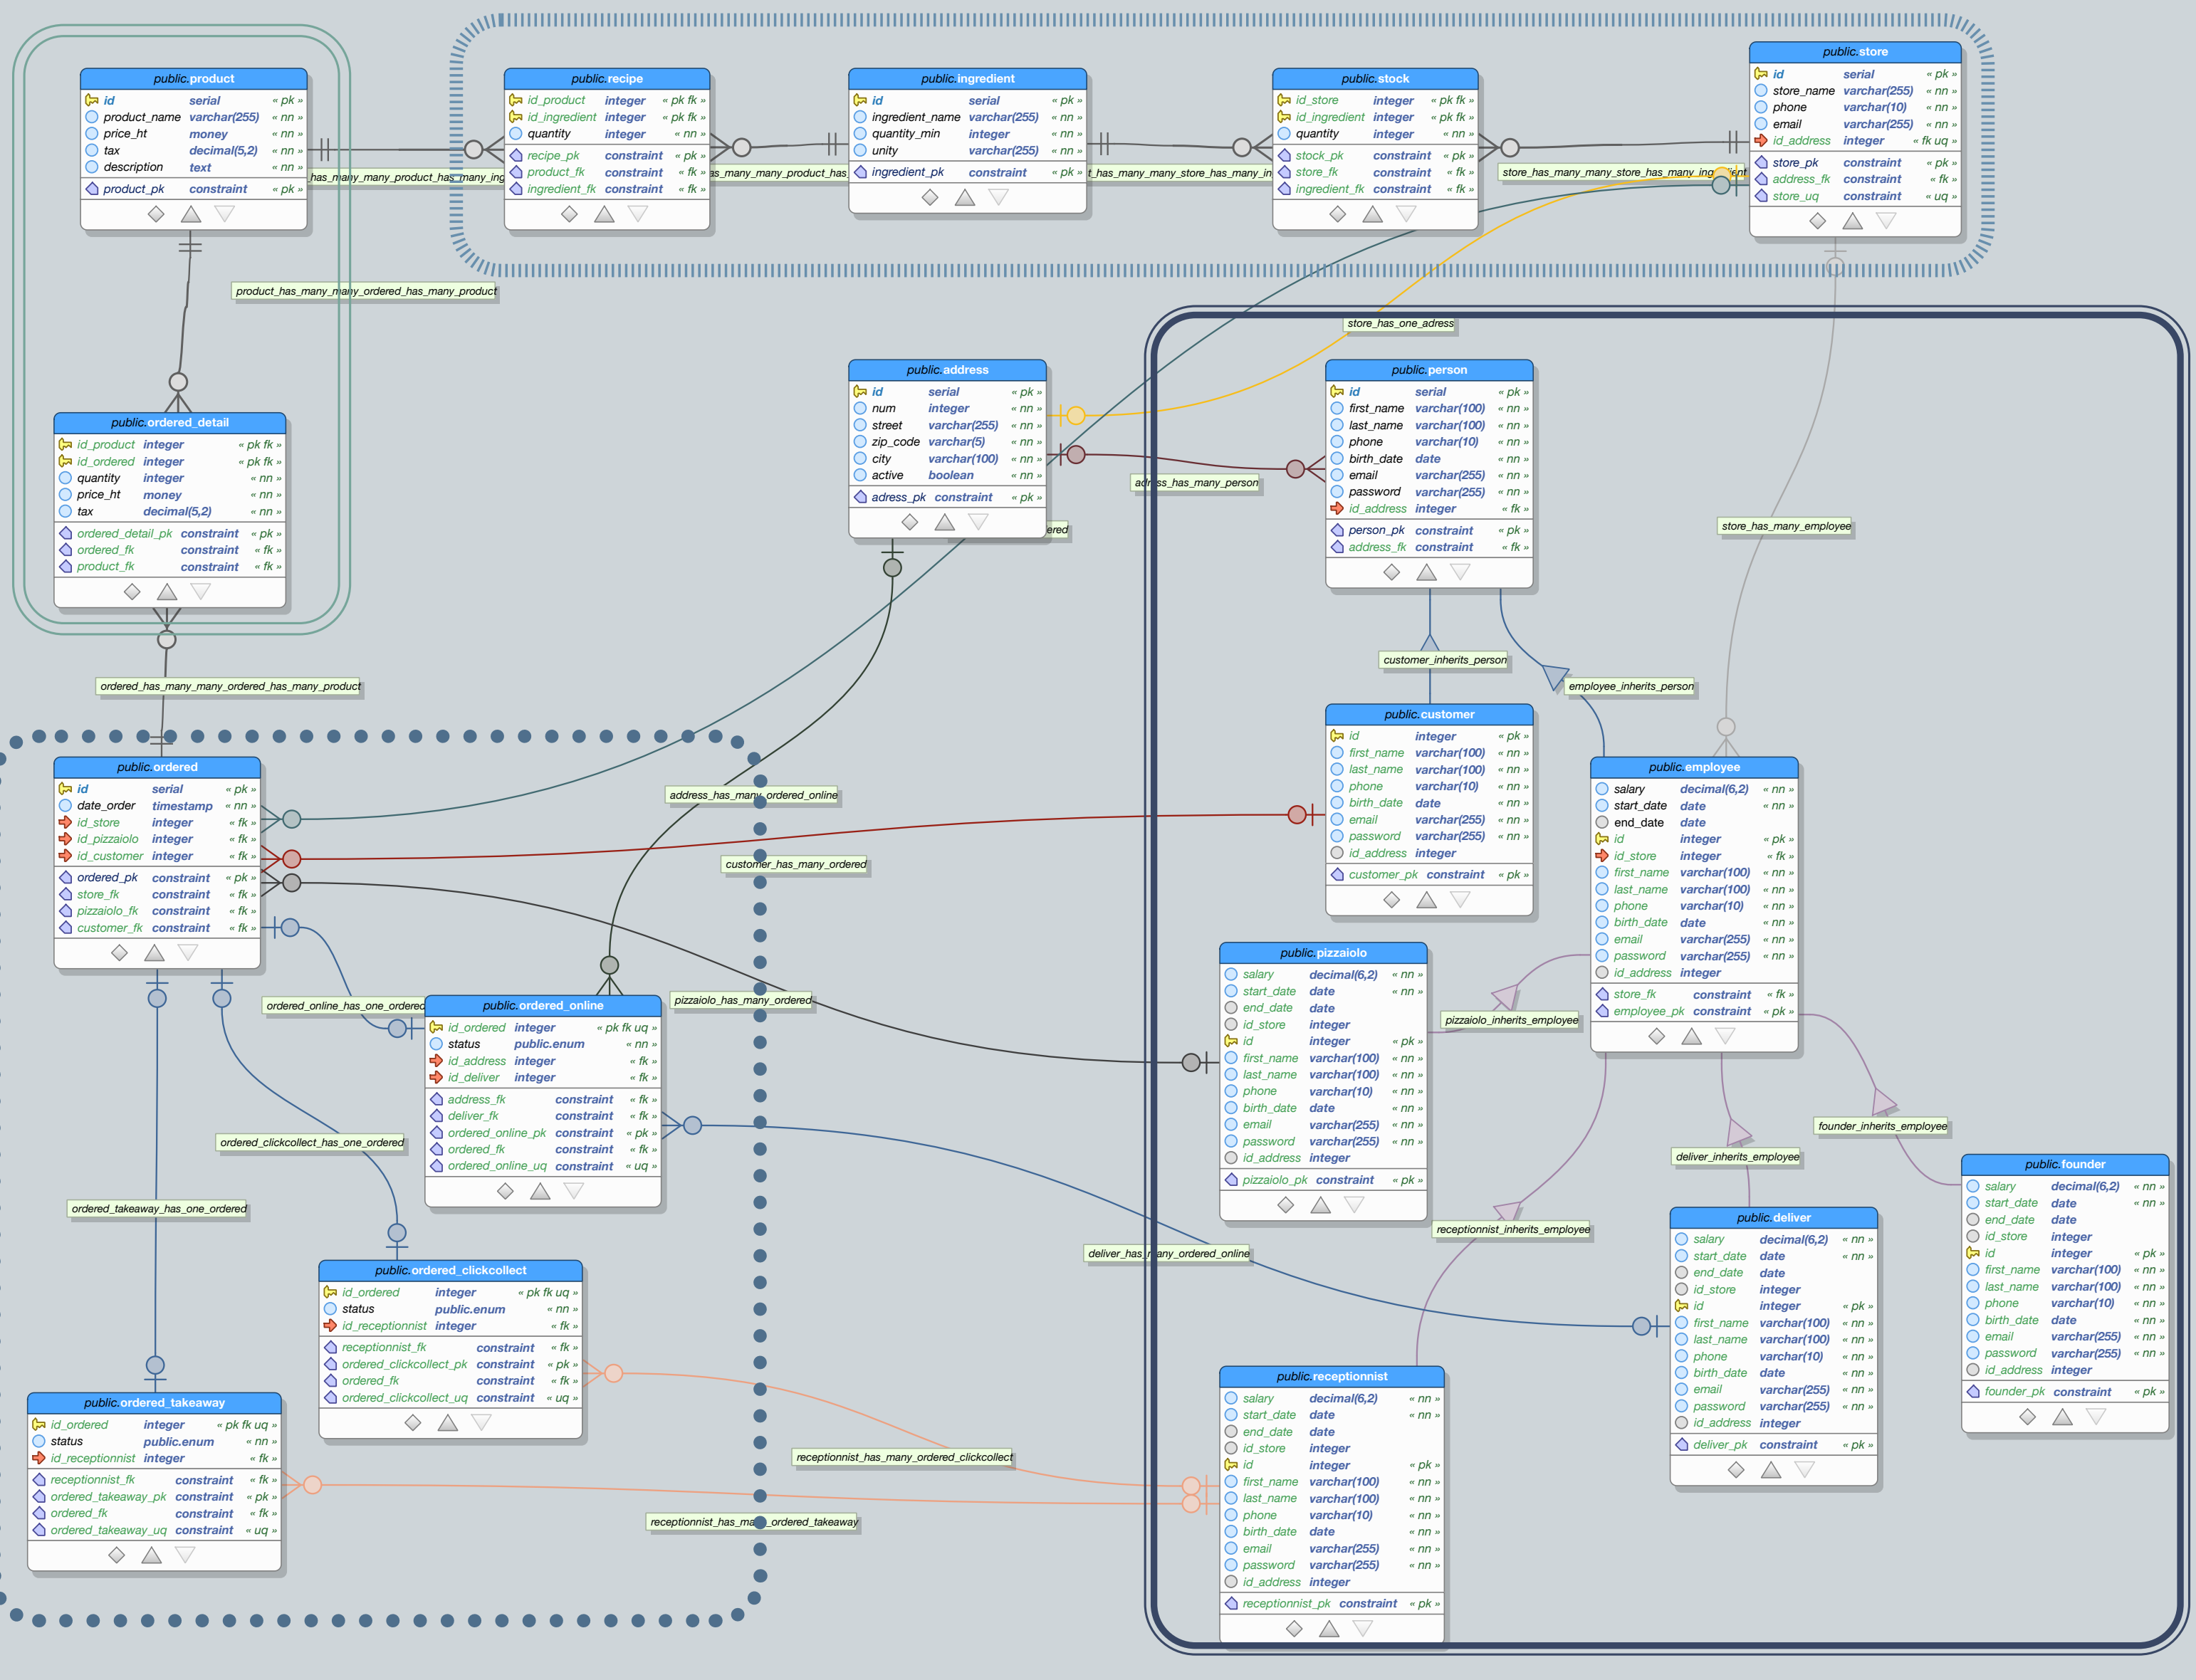 public.product
id serial « pk »
product_name varchar(255) « nn »
price_ht money « nn »
tax decimal(5,2) « nn »
description text « nn »
product_pk constraint « pk »
public.recipe
id_product integer « pk fk »
id_ingredient integer « pk fk »
quantity integer « nn »
recipe_pk constraint « pk »
product_fk constraint « fk »
ingredient_fk constraint « fk »
public.ingredient
id serial « pk »
ingredient_name varchar(255) « nn »
quantity_min integer « nn »
unity varchar(255) « nn »
ingredient_pk constraint « pk »
public.stock
id_store integer « pk fk »
id_ingredient integer « pk fk »
quantity integer « nn »
stock_pk constraint « pk »
store_fk constraint « fk »
ingredient_fk constraint « fk »
public.store
id serial « pk »
store_name varchar(255) « nn »
phone varchar(10) « nn »
email varchar(255) « nn »
id_address integer « fk uq »
store_pk constraint « pk »
address_fk constraint « fk »
store_uq constraint « uq »
_has_many_many_product_has_many_ing
as_many_many_product_has_
t_has_many_many_store_has_many_in
store_has_many_many_store_has_many_ingredient
product_has_many_many_ordered_has_many_product
store_has_one_adress
public.address
id serial « pk »
num integer « nn »
street varchar(255) « nn »
zip_code varchar(5) « nn »
city varchar(100) « nn »
active boolean « nn »
adress_pk constraint « pk »
ered
public.person
id serial « pk »
first_name varchar(100) « nn »
last_name varchar(100) « nn »
phone varchar(10) « nn »
birth_date date « nn »
email varchar(255) « nn »
password varchar(255) « nn »
id_address integer « fk »
person_pk constraint « pk »
address_fk constraint « fk »
adress_has_many_person
store_has_many_employee
public.ordered_detail
id_product integer « pk fk »
id_ordered integer « pk fk »
quantity integer « nn »
price_ht money « nn »
tax decimal(5,2) « nn »
ordered_detail_pk constraint « pk »
ordered_fk constraint « fk »
product_fk constraint « fk »
ordered_has_many_many_ordered_has_many_product
customer_inherits_person
employee_inherits_person
public.ordered
id serial « pk »
date_order timestamp « nn »
id_store integer « fk »
id_pizzaiolo integer « fk »
id_customer integer « fk »
ordered_pk constraint « pk »
store_fk constraint « fk »
pizzaiolo_fk constraint « fk »
customer_fk constraint « fk »
address_has_many_ordered_online
customer_has_many_ordered
public.customer
id integer « pk »
first_name varchar(100) « nn »
last_name varchar(100) « nn »
phone varchar(10) « nn »
birth_date date « nn »
email varchar(255) « nn »
password varchar(255) « nn »
id_address integer
customer_pk constraint « pk »
public.employee
salary decimal(6,2) « nn »
start_date date « nn »
end_date date
id integer « pk »
id_store integer « fk »
first_name varchar(100) « nn »
last_name varchar(100) « nn »
phone varchar(10) « nn »
birth_date date « nn »
email varchar(255) « nn »
password varchar(255) « nn »
id_address integer
store_fk constraint « fk »
employee_pk constraint « pk »
ordered_online_has_one_ordered
pizzaiolo_has_many_ordered
public.ordered_online
id_ordered integer « pk fk uq »
status public.enum « nn »
id_address integer « fk »
id_deliver integer « fk »
address_fk constraint « fk »
deliver_fk constraint « fk »
ordered_online_pk constraint « pk »
ordered_fk constraint « fk »
ordered_online_uq constraint « uq »
public.pizzaiolo
salary decimal(6,2) « nn »
start_date date « nn »
end_date date
id_store integer
id integer « pk »
first_name varchar(100) « nn »
last_name varchar(100) « nn »
phone varchar(10) « nn »
birth_date date « nn »
email varchar(255) « nn »
password varchar(255) « nn »
id_address integer
pizzaiolo_pk constraint « pk »
pizzaiolo_inherits_employee
ordered_clickcollect_has_one_ordered
founder_inherits_employee
deliver_inherits_employee
ordered_takeaway_has_one_ordered
receptionnist_inherits_employee
deliver_has_many_ordered_online
public.founder
salary decimal(6,2) « nn »
start_date date « nn »
end_date date
id_store integer
id integer « pk »
first_name varchar(100) « nn »
last_name varchar(100) « nn »
phone varchar(10) « nn »
birth_date date « nn »
email varchar(255) « nn »
password varchar(255) « nn »
id_address integer
founder_pk constraint « pk »
public.deliver
salary decimal(6,2) « nn »
start_date date « nn »
end_date date
id_store integer
id integer « pk »
first_name varchar(100) « nn »
last_name varchar(100) « nn »
phone varchar(10) « nn »
birth_date date « nn »
email varchar(255) « nn »
password varchar(255) « nn »
id_address integer
deliver_pk constraint « pk »
public.ordered_clickcollect
id_ordered integer « pk fk uq »
status public.enum « nn »
id_receptionnist integer « fk »
receptionnist_fk constraint « fk »
ordered_clickcollect_pk constraint « pk »
ordered_fk constraint « fk »
ordered_clickcollect_uq constraint « uq »
public.ordered_takeaway
id_ordered integer « pk fk uq »
status public.enum « nn »
id_receptionnist integer « fk »
receptionnist_fk constraint « fk »
ordered_takeaway_pk constraint « pk »
ordered_fk constraint « fk »
ordered_takeaway_uq constraint « uq »
receptionnist_has_many_ordered_clickcollect
receptionnist_has_many_ordered_takeaway
public.receptionnist
salary decimal(6,2) « nn »
start_date date « nn »
end_date date
id_store integer
id integer « pk »
first_name varchar(100) « nn »
last_name varchar(100) « nn »
phone varchar(10) « nn »
birth_date date « nn »
email varchar(255) « nn »
password varchar(255) « nn »
id_address integer
receptionnist_pk constraint « pk »